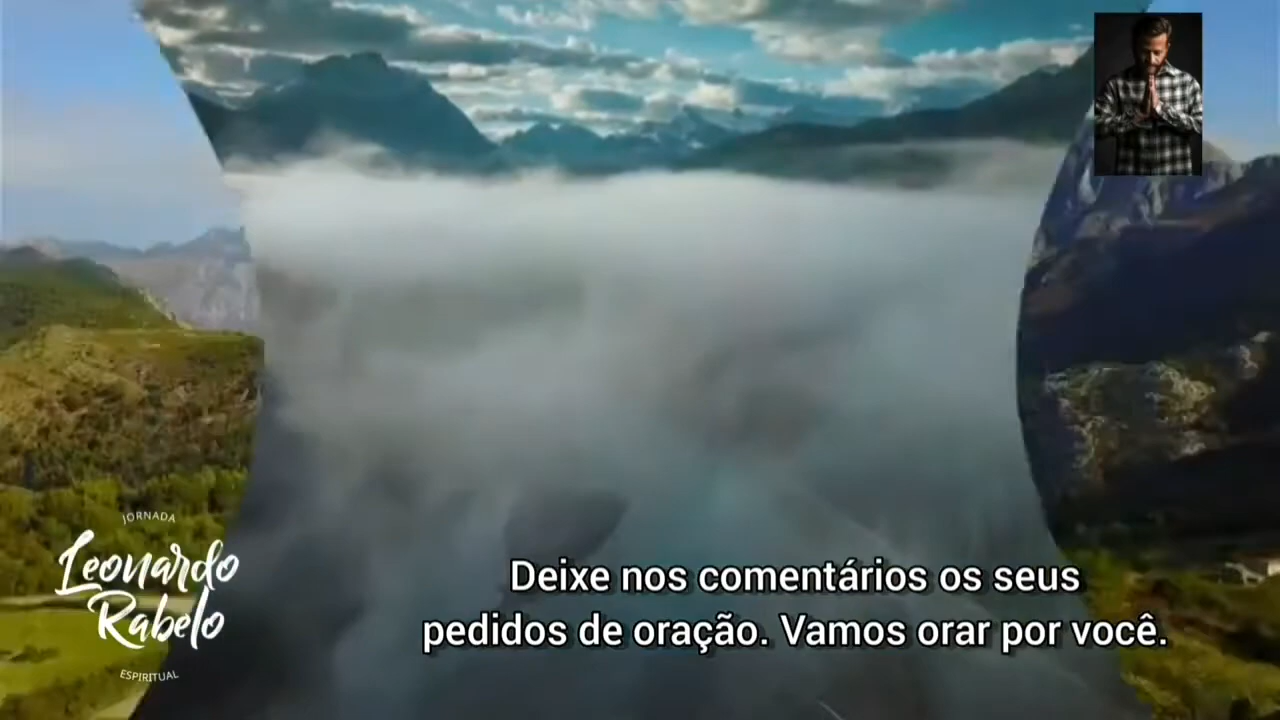 JORNADA
Leonardo
Rabelo
ESPIRITUAL
Deixe nos comentários os seus
pedidos de oração. Vamos orar por você.